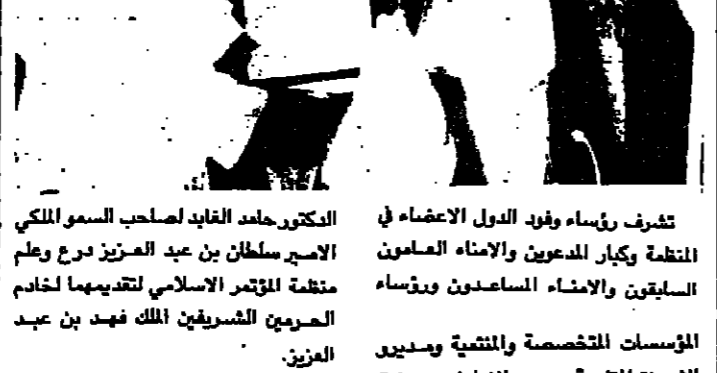 تشرف رؤساء وفود الدول الاعضاء في
المنظمة وكبار المدعوين والامناء العامون
السابقون والامناء المساعدون ورؤساء
المؤسسات المتخصصة والمنتمية ومديرو
الدكتور حامد الغابد لصاحب السمو الملكي
الامير سلطان بن عبد العزيز درع وعلم
منظمة المؤتمر الاسلامي لتقديمهما لخادم
الحرمين الشريفين الملك فهد بن عبد
العزيز.